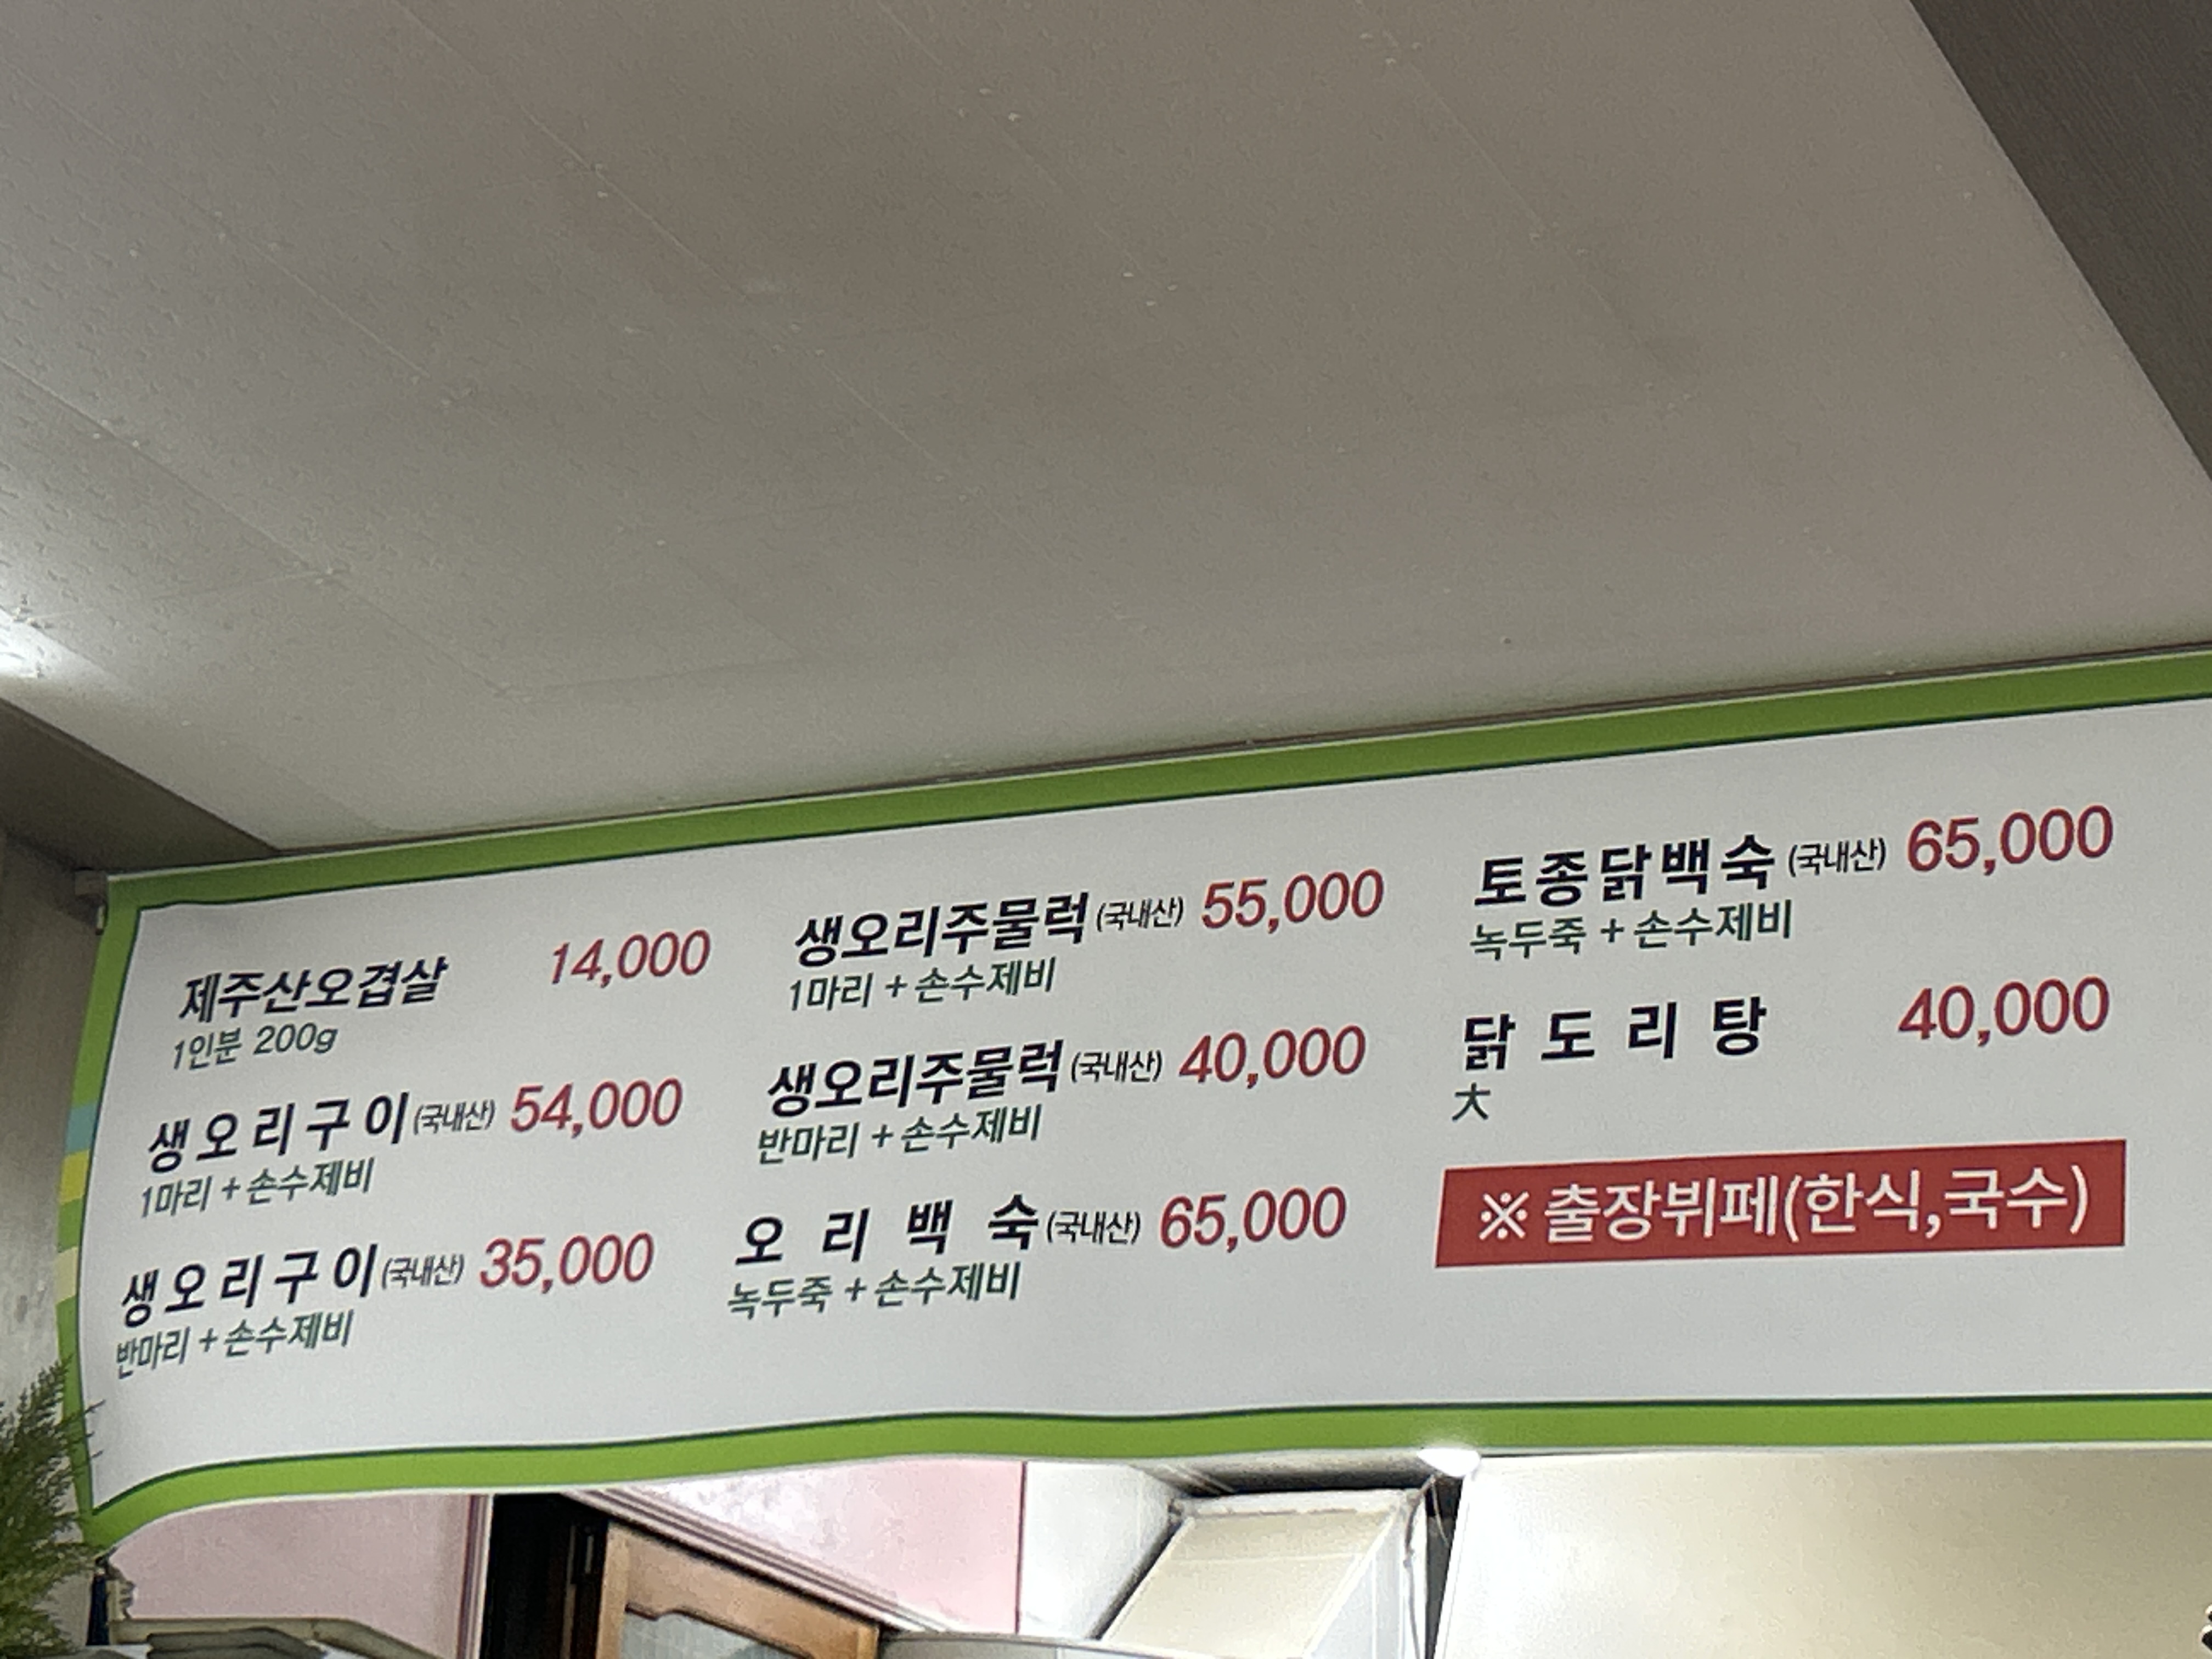 제주산오겹살 14,000
1인분 200g
생오리구이(국내산) 54,000
1마리 + 손수제비
생오리구이(국내산) 35,000
반마리 + 손수제비
생오리주물럭(국내산) 55,000
1마리 + 손수제비
생오리주물럭(국내산) 40,000
반마리 + 손수제비
오리백숙(국내산) 65,000
녹두죽 + 손수제비
토종닭백숙(국내산) 65,000
녹두죽 + 손수제비
닭도리탕 40,000
大
※ 출장뷔페(한식,국수)